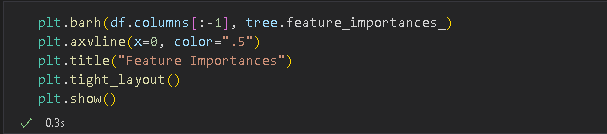 plt.barh(df.columns[:-1], tree.feature_importances_)
plt.axvline(x=0, color=".5")
plt.title("Feature Importances")
plt.tight_layout()
plt.show()
0.3s